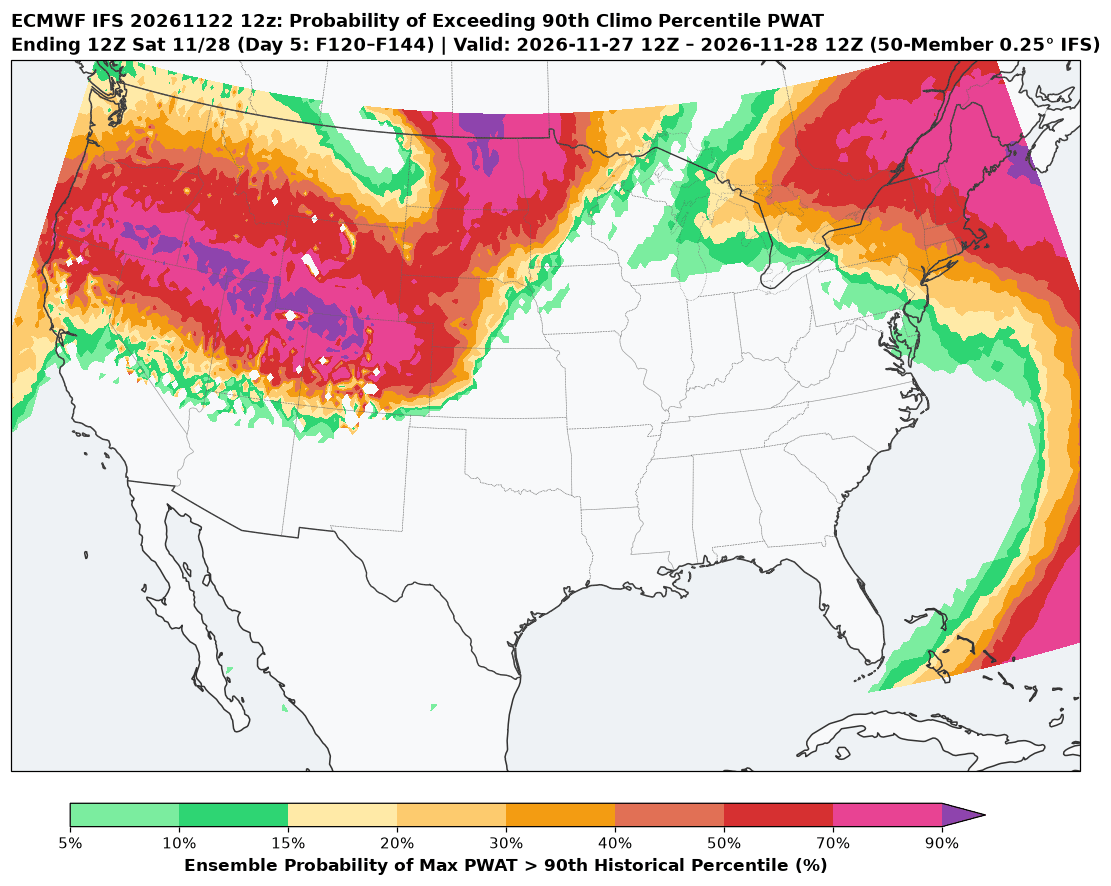 ECMWF IFS 20261122 12z: Probability of Exceeding 90th Climo Percentile PWAT
Ending 12Z Sat 11/28 (Day 5: F120–F144) | Valid: 2026-11-27 12Z – 2026-11-28 12Z (50-Member 0.25° IFS)
5% 10% 15% 20% 30% 40% 50% 70% 90%
Ensemble Probability of Max PWAT > 90th Historical Percentile (%)